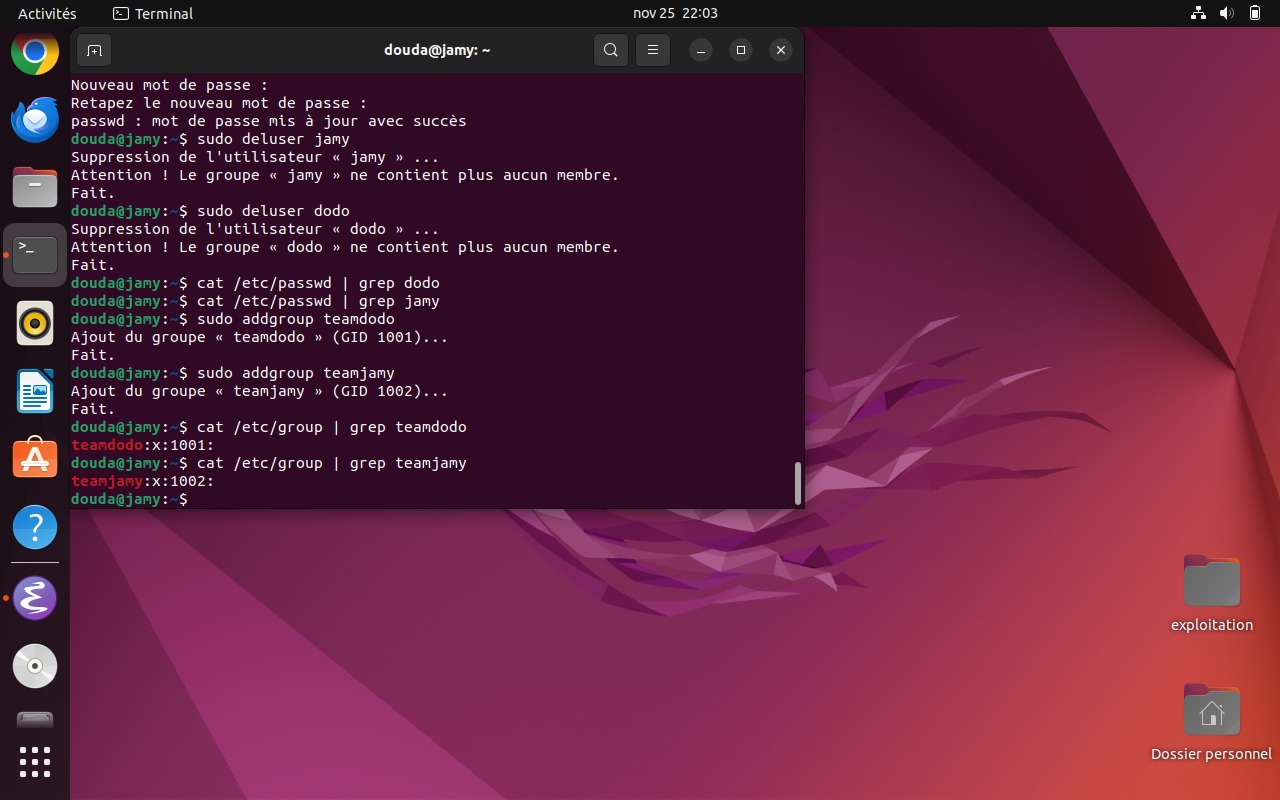 Activités
Terminal
nov 25 22:03
douda@jamy: ~
Nouveau mot de passe :
Retapez le nouveau mot de passe :
passwd : mot de passe mis à jour avec succès
douda@jamy:~$ sudo deluser jamy
Suppression de l'utilisateur « jamy » ...
Attention ! Le groupe « jamy » ne contient plus aucun membre.
Fait.
douda@jamy:~$ sudo deluser dodo
Suppression de l'utilisateur « dodo » ...
Attention ! Le groupe « dodo » ne contient plus aucun membre.
Fait.
douda@jamy:~$ cat /etc/passwd | grep dodo
douda@jamy:~$ cat /etc/passwd | grep jamy
douda@jamy:~$ sudo addgroup teamdodo
Ajout du groupe « teamdodo » (GID 1001)...
Fait.
douda@jamy:~$ sudo addgroup teamjamy
Ajout du groupe « teamjamy » (GID 1002)...
Fait.
douda@jamy:~$ cat /etc/group | grep teamdodo
teamdodo:x:1001:
douda@jamy:~$ cat /etc/group | grep teamjamy
teamjamy:x:1002:
douda@jamy:~$
exploitation
Dossier personnel